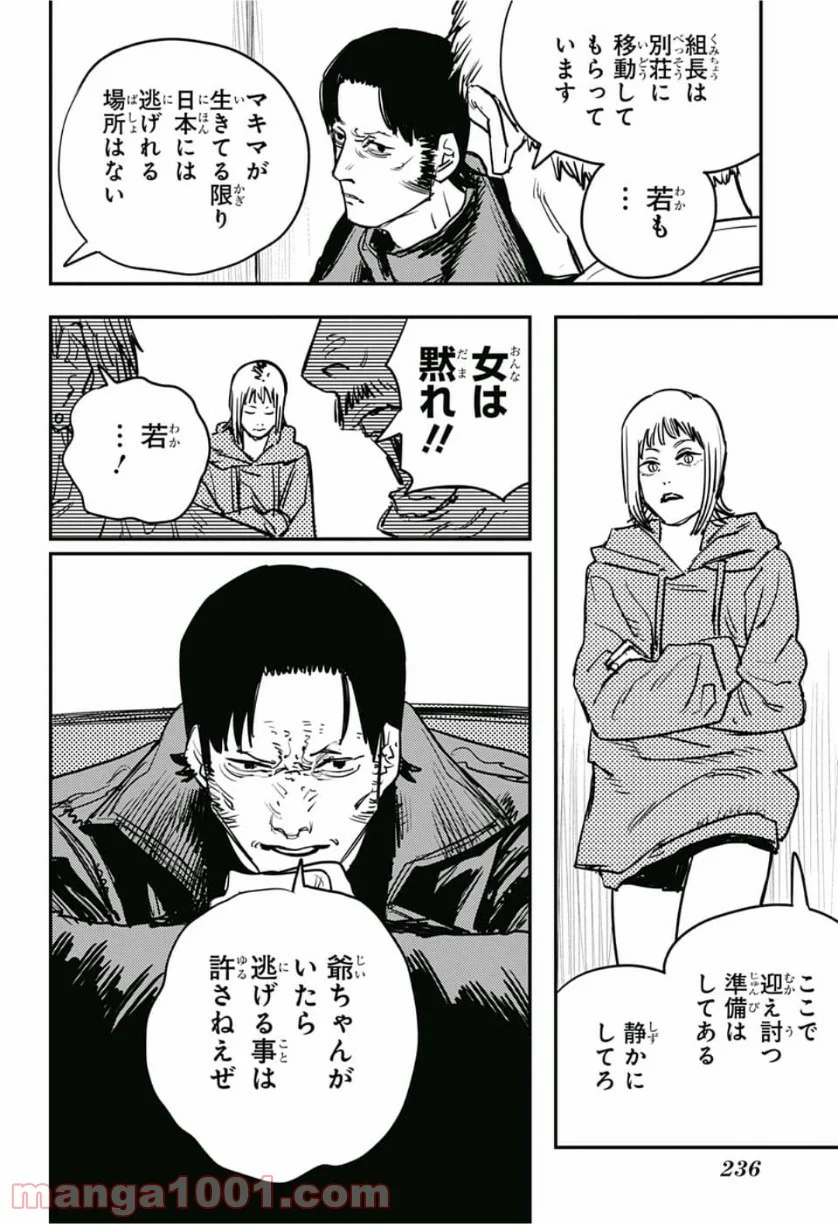 組長は
別荘に
移動して
もらって
います
若も
…
マキマが
生きてる限り
日本には
逃げれる
場所はない
ここで
迎え討つ
準備は
してある
静かに
してろ
女は
黙れ!!
若
…!
爺ちゃんが
いたら
逃げる事は
許さねえぜ
236
manga1001.com